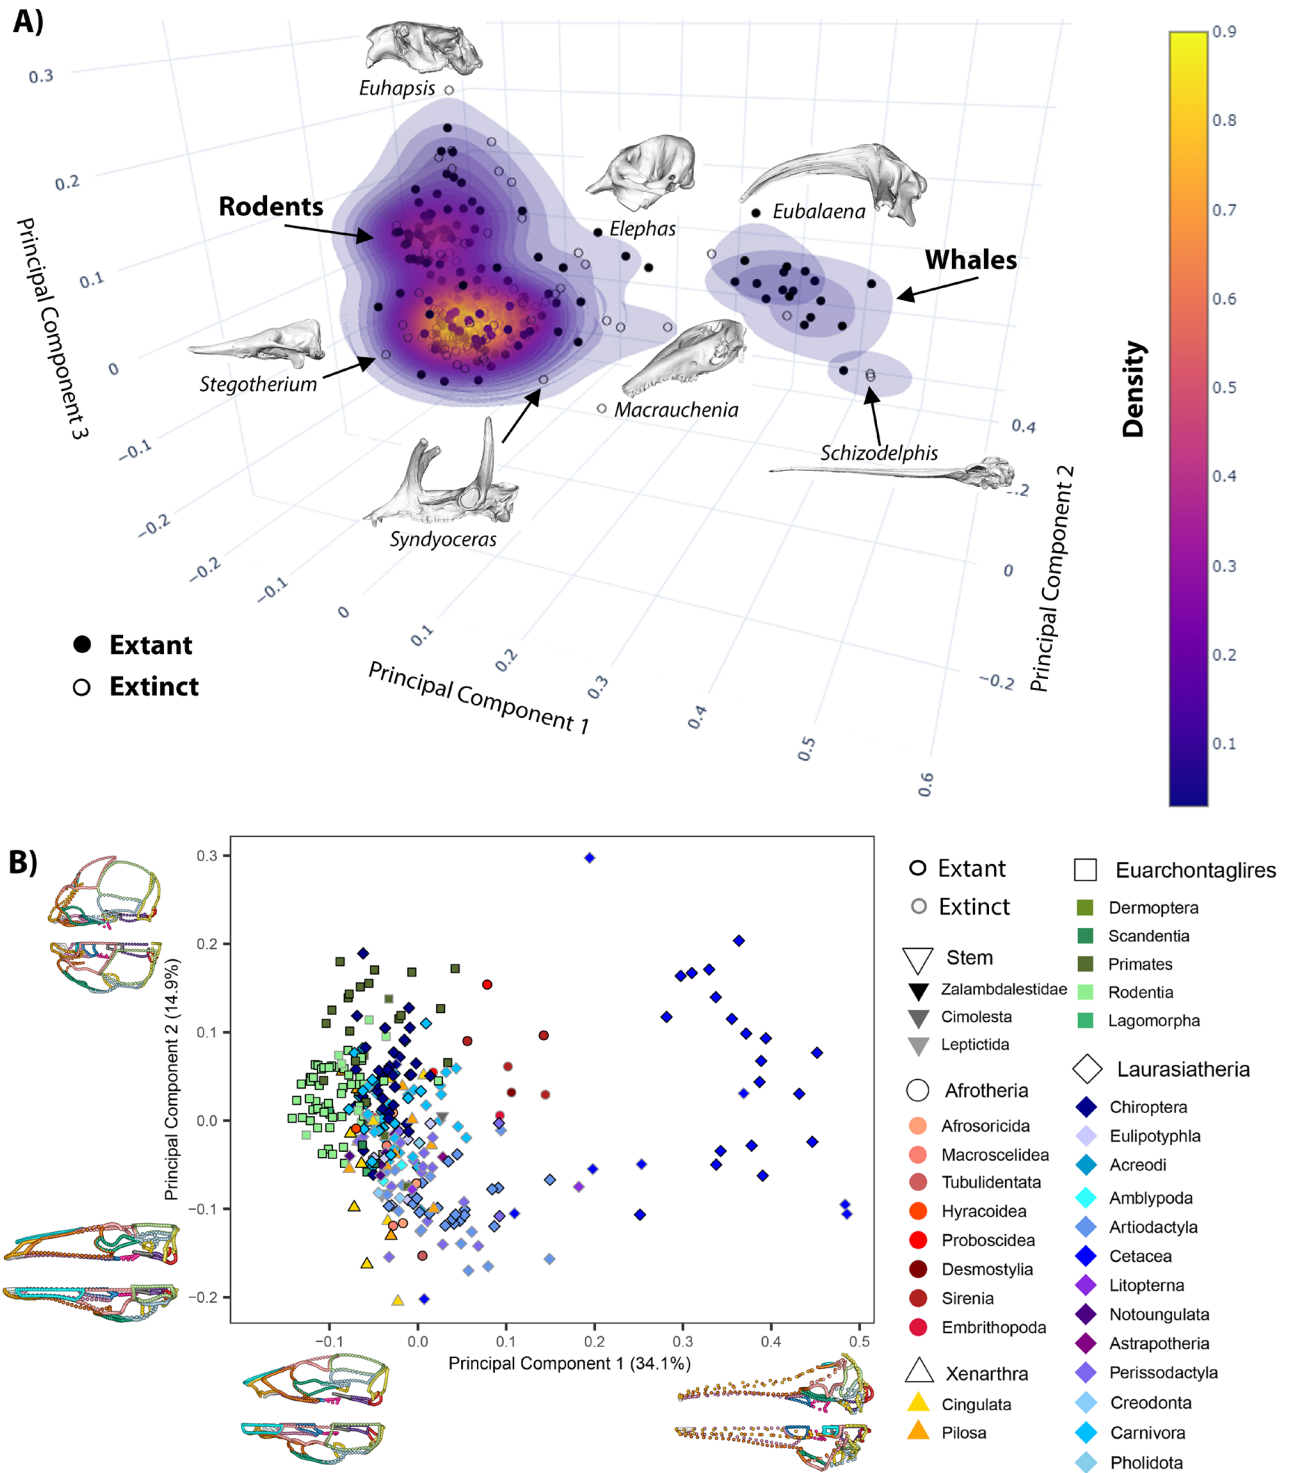 A)
0.3
0.2
0.1
0
−0.1
−0.2
Principal Component 3
Euhapsis
Rodents
Elephas
Eubalaena
Whales
Stegotherium
Macrauchenia
Schizodelphis
Syndyoceras
−0.2
−0.1
0
0.1
0.2
0.3
0.4
0.5
0.6
Principal Component 1
0.4
0
−0.2
Principal Component 2
Extant
Extinct
Density
0.9
0.8
0.7
0.6
0.5
0.4
0.3
0.2
0.1
B)
0.3
0.2
0.1
0.0
−0.1
−0.2
Principal Component 2 (14.9%)
−0.1
0.0
0.1
0.2
0.3
0.4
0.5
Principal Component 1 (34.1%)
Extant
Extinct
Stem
Zalambdalestidae
Cimolesta
Leptictida
Afrotheria
Afrosoricida
Macroscelidea
Tubulidentata
Hyracoidea
Proboscidea
Desmostylia
Sirenia
Embrithopoda
Xenarthra
Cingulata
Pilosa
Euarchontaglires
Dermoptera
Scandentia
Primates
Rodentia
Lagomorpha
Laurasiatheria
Chiroptera
Eulipotyphla
Acreodi
Amblypoda
Artiodactyla
Cetacea
Litopterna
Notoungulata
Astrapotheria
Perissodactyla
Creodonta
Carnivora
Pholidota